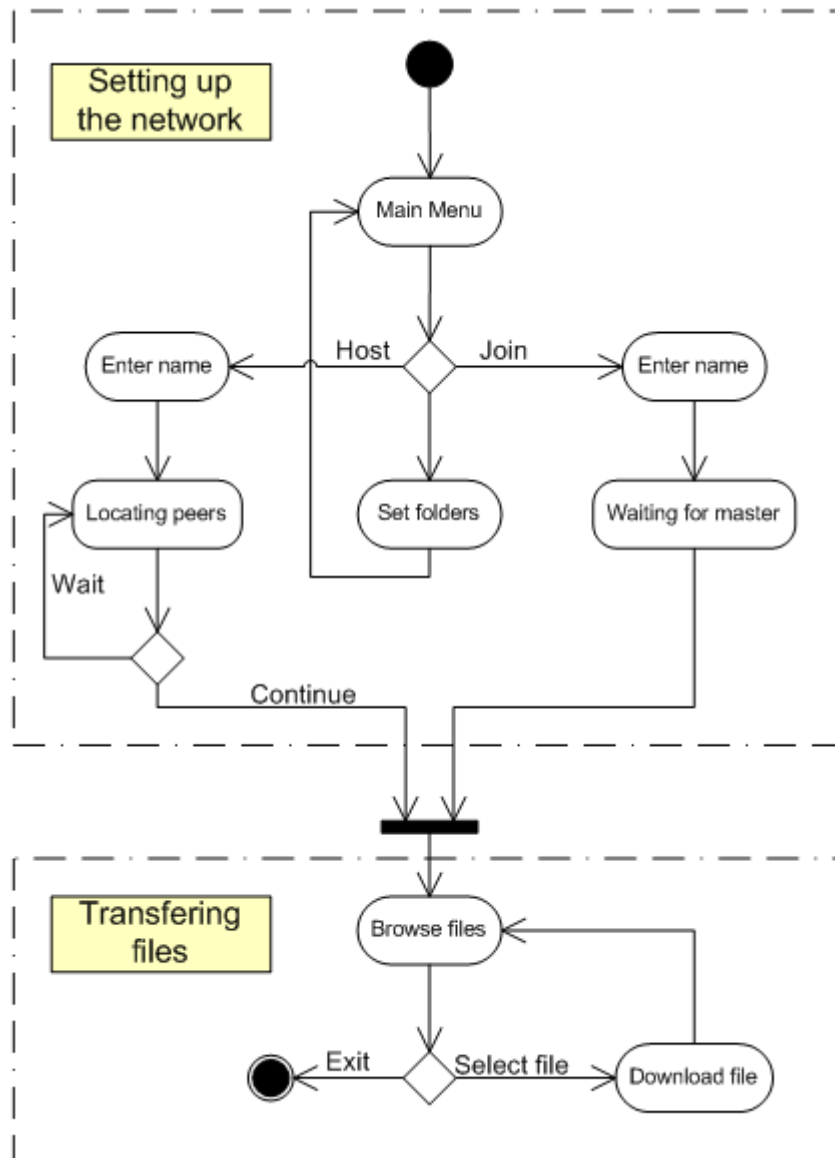 Setting up
the network
Main Menu
Host
Join
Enter name
Enter name
Locating peers
Set folders
Waiting for master
Wait
Continue
Transfering
files
Browse files
Exit
Select file
Download file